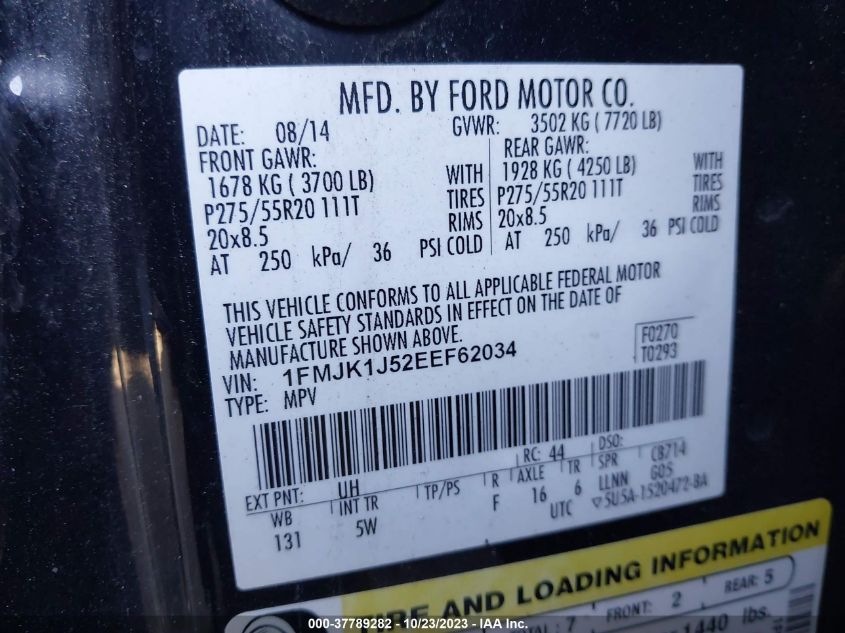 MFD. BY FORD MOTOR CO.
DATE: 08/14 GVWR: 3502 KG ( 7720 LB)
FRONT GAWR: REAR GAWR:
1678 KG ( 3700 LB) WITH 1928 KG ( 4250 LB) WITH
P275/55R20 111T TIRES P275/55R20 111T TIRES
20x8.5 RIMS 20x8.5 RIMS
AT 250 kPa/ 36 PSI COLD AT 250 kPa/ 36 PSI COLD
THIS VEHICLE CONFORMS TO ALL APPLICABLE FEDERAL MOTOR
VEHICLE SAFETY STANDARDS IN EFFECT ON THE DATE OF
MANUFACTURE SHOWN ABOVE.
F0270
VIN: 1FMJK1J52EEF62034 T0293
TYPE: MPV
RC: 44 DSO:
EXT PNT: UH R AXLE TR SPR CB714
WB INT TR TP/PS F 16 6 LLNN G05
131 5W UTC ▽5U5A-1520472-BA
TIRE AND LOADING INFORMATION
TOTAL: 7 FRONT: 2 REAR: 5
1440 lbs.
000-37789282 - 10/23/2023 - IAA Inc.